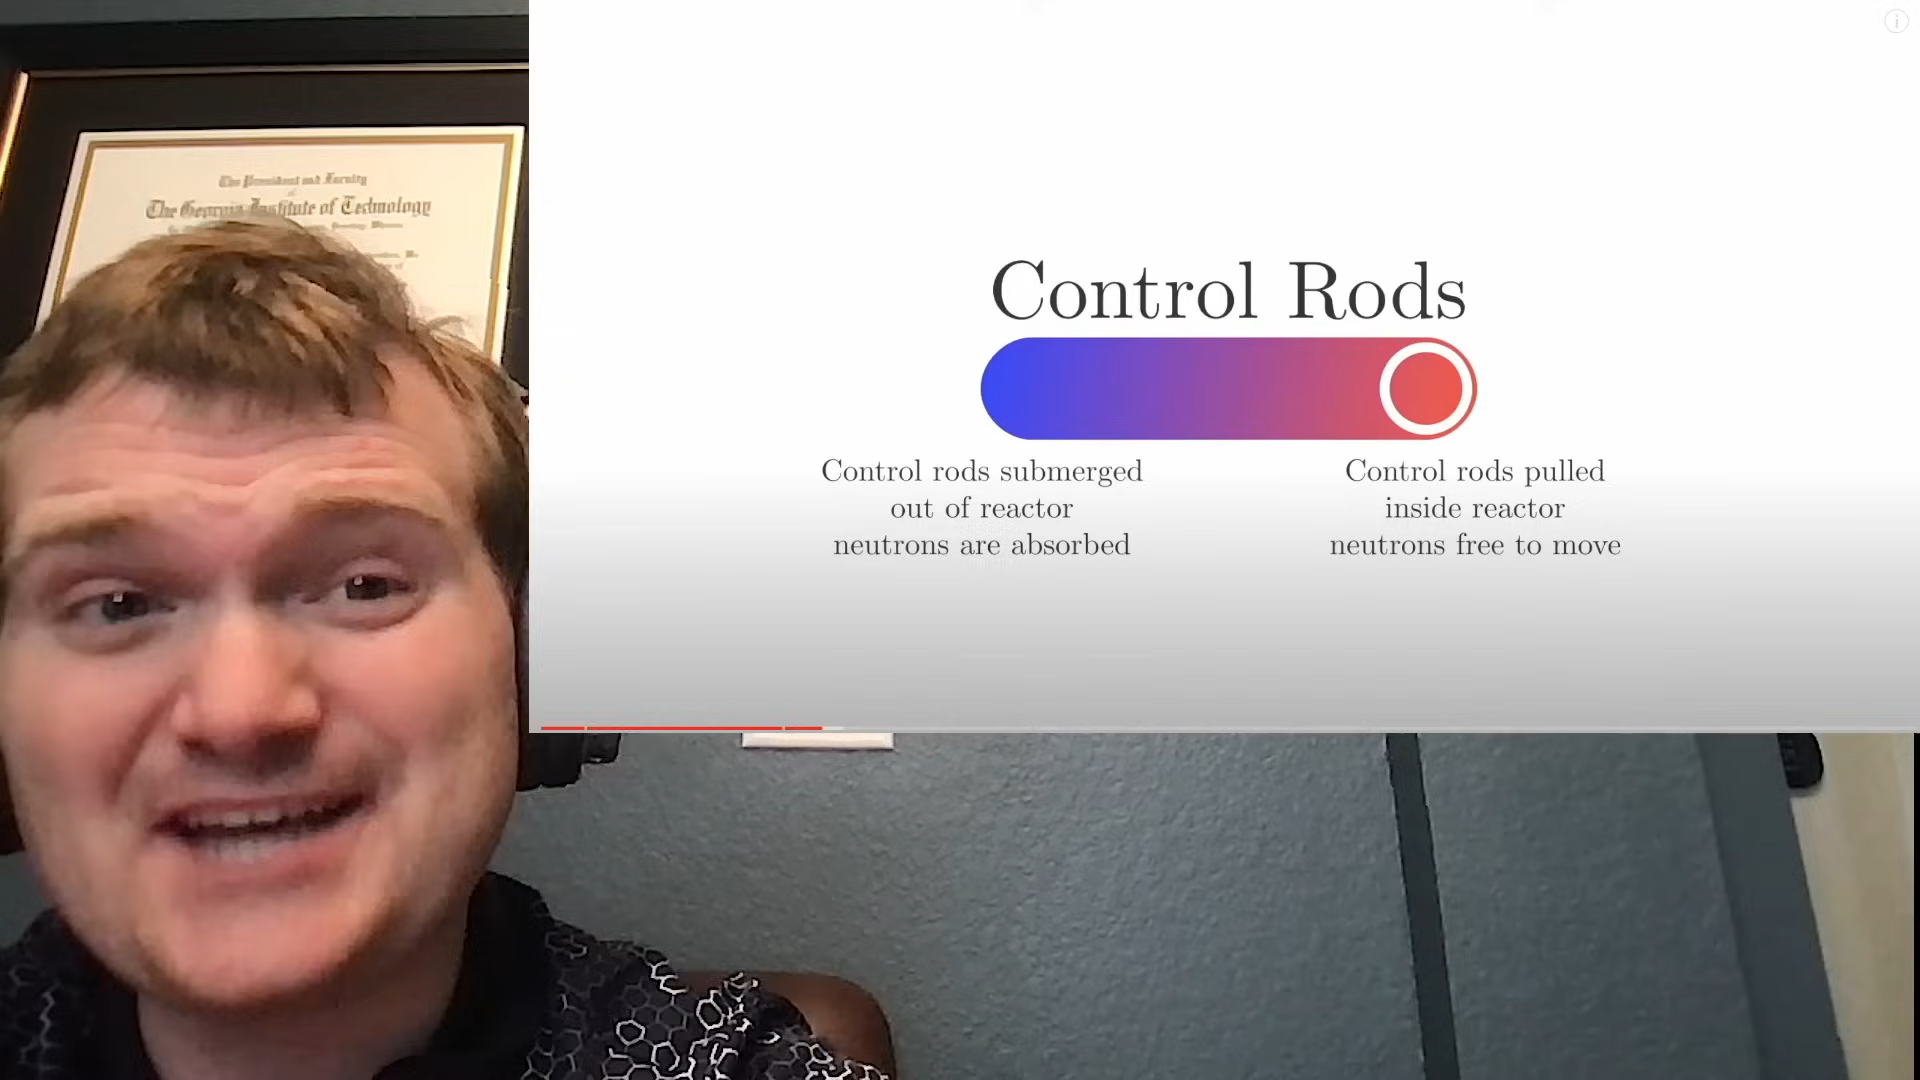 The President and Faculty
of
The Georgia Institute of Technology
Control Rods
Control rods submerged
out of reactor
neutrons are absorbed
Control rods pulled
inside reactor
neutrons free to move